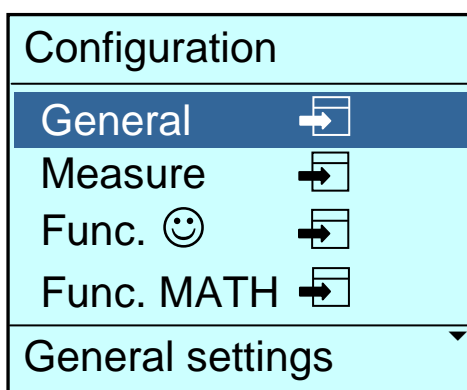 Configuration
General
Measure
Func. ☺
Func. MATH
General settings